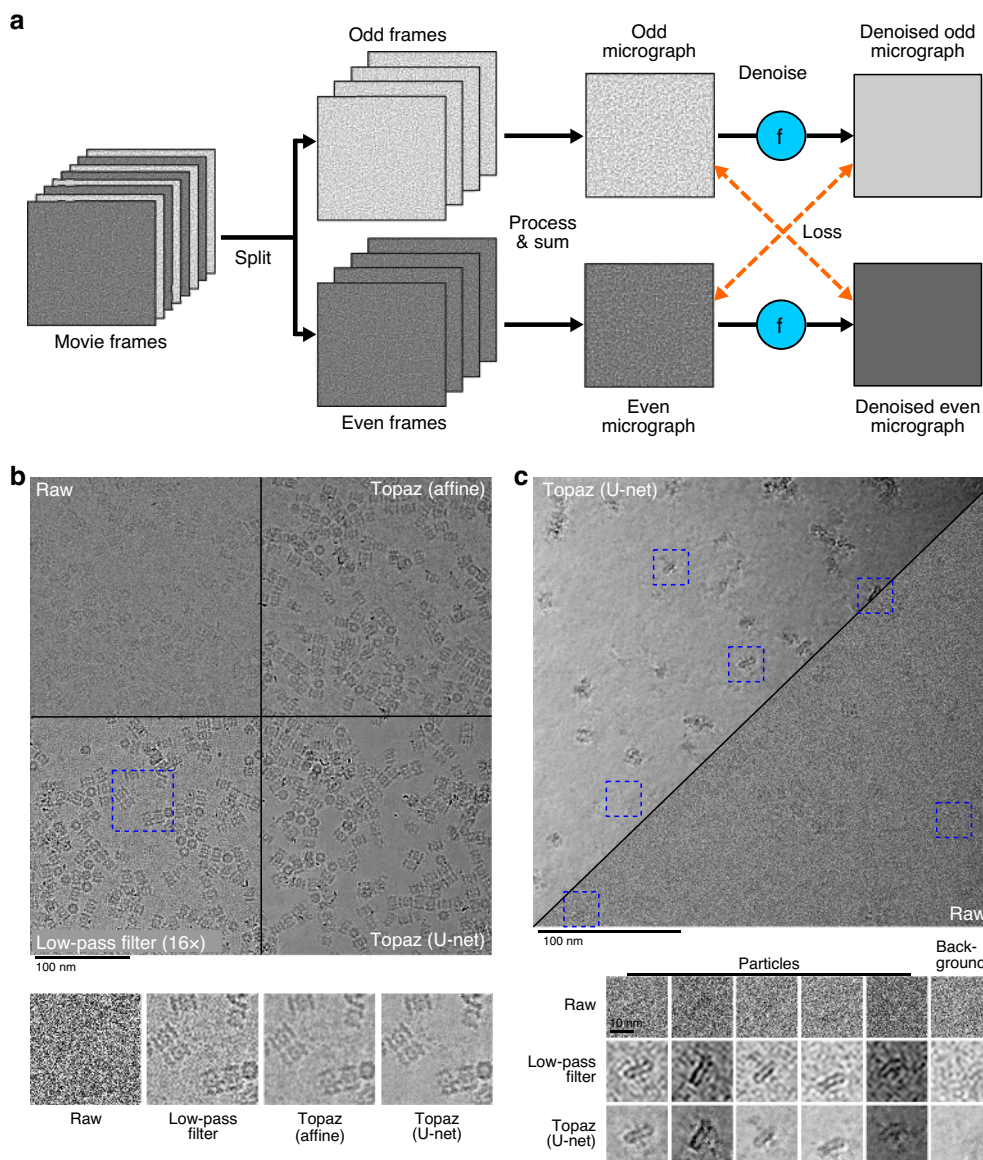 a
Odd frames
Odd
micrograph
Denoised odd
micrograph
Denoise
f
Movie frames
Split
Process
& sum
Loss
f
Even frames
Even
micrograph
Denoised even
micrograph
b
Raw
Topaz (affine)
Low-pass filter (16×)
Topaz (U-net)
100 nm
Raw
Low-pass
filter
Topaz
(affine)
Topaz
(U-net)
c
Topaz (U-net)
Raw
100 nm
Particles
Back-
ground
Raw
10 nm
Low-pass
filter
Topaz
(U-net)